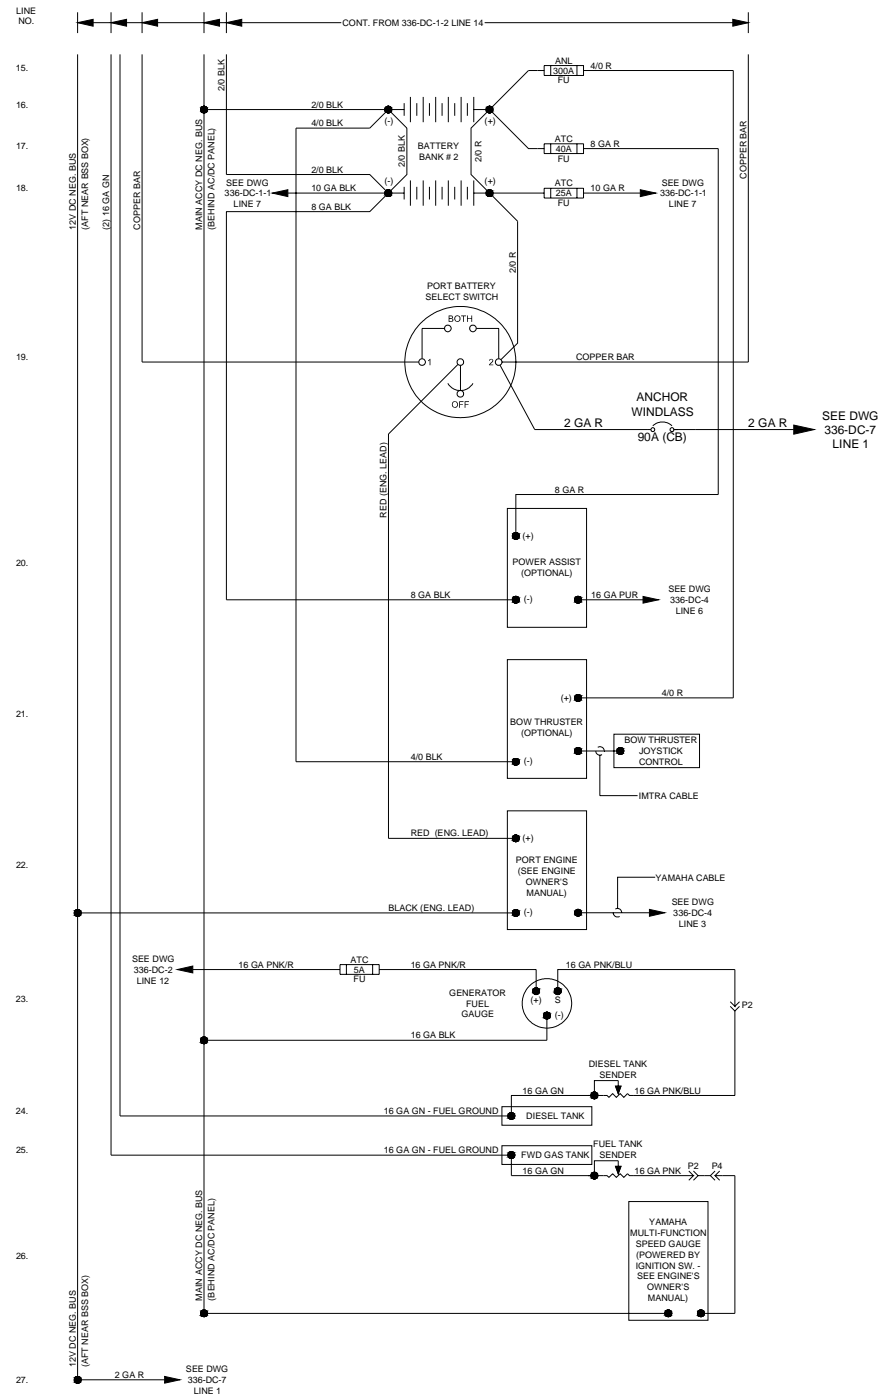 LINE
NO.
CONT. FROM 336-DC-1-2 LINE 14
15.
2/0 BLK
ANL
300A
FU
4/0 R
16.
2/0 BLK
(-)
(+)
4/0 BLK
12V DC NEG. BUS
(AFT NEAR BSS BOX)
(2) 16 GA GN
COPPER BAR
MAIN ACCY DC NEG. BUS
(BEHIND AC/DC PANEL)
2/0 BLK
BATTERY
BANK # 2
2/0 R
COPPER BAR
17.
ATC
40A
FU
8 GA R
2/0 BLK
18.
SEE DWG
336-DC-1-1
LINE 7
10 GA BLK
(-)
(+)
ATC
25A
FU
10 GA R
SEE DWG
336-DC-1-1
LINE 7
8 GA BLK
2/0 R
PORT BATTERY
SELECT SWITCH
BOTH
19.
1
2
COPPER BAR
OFF
ANCHOR
WINDLASS
2 GA R
90A (CB)
2 GA R
SEE DWG
336-DC-7
LINE 1
RED (ENG. LEAD)
8 GA R
(+)
20.
POWER ASSIST
(OPTIONAL)
8 GA BLK
(-)
16 GA PUR
SEE DWG
336-DC-4
LINE 6
(+)
4/0 R
21.
BOW THRUSTER
(OPTIONAL)
BOW THRUSTER
JOYSTICK
CONTROL
4/0 BLK
(-)
IMTRA CABLE
RED (ENG. LEAD)
(+)
22.
PORT ENGINE
(SEE ENGINE
OWNER'S
MANUAL)
YAMAHA CABLE
BLACK (ENG. LEAD)
(-)
SEE DWG
336-DC-4
LINE 3
SEE DWG
336-DC-2
LINE 12
16 GA PNK/R
ATC
5A
FU
16 GA PNK/R
16 GA PNK/BLU
23.
GENERATOR
FUEL
GAUGE
(+)
S
(-)
P2
16 GA BLK
DIESEL TANK
SENDER
16 GA GN
16 GA PNK/BLU
24.
16 GA GN - FUEL GROUND
DIESEL TANK
25.
16 GA GN - FUEL GROUND
FWD GAS TANK
FUEL TANK
SENDER
16 GA GN
16 GA PNK
P2
P4
26.
MAIN ACCY DC NEG. BUS
(BEHIND AC/DC PANEL)
YAMAHA
MULTI-FUNCTION
SPEED GAUGE
(POWERED BY
IGNITION SW. -
SEE ENGINE'S
OWNER'S
MANUAL)
12V DC NEG. BUS
(AFT NEAR BSS BOX)
27.
2 GA R
SEE DWG
336-DC-7
LINE 1